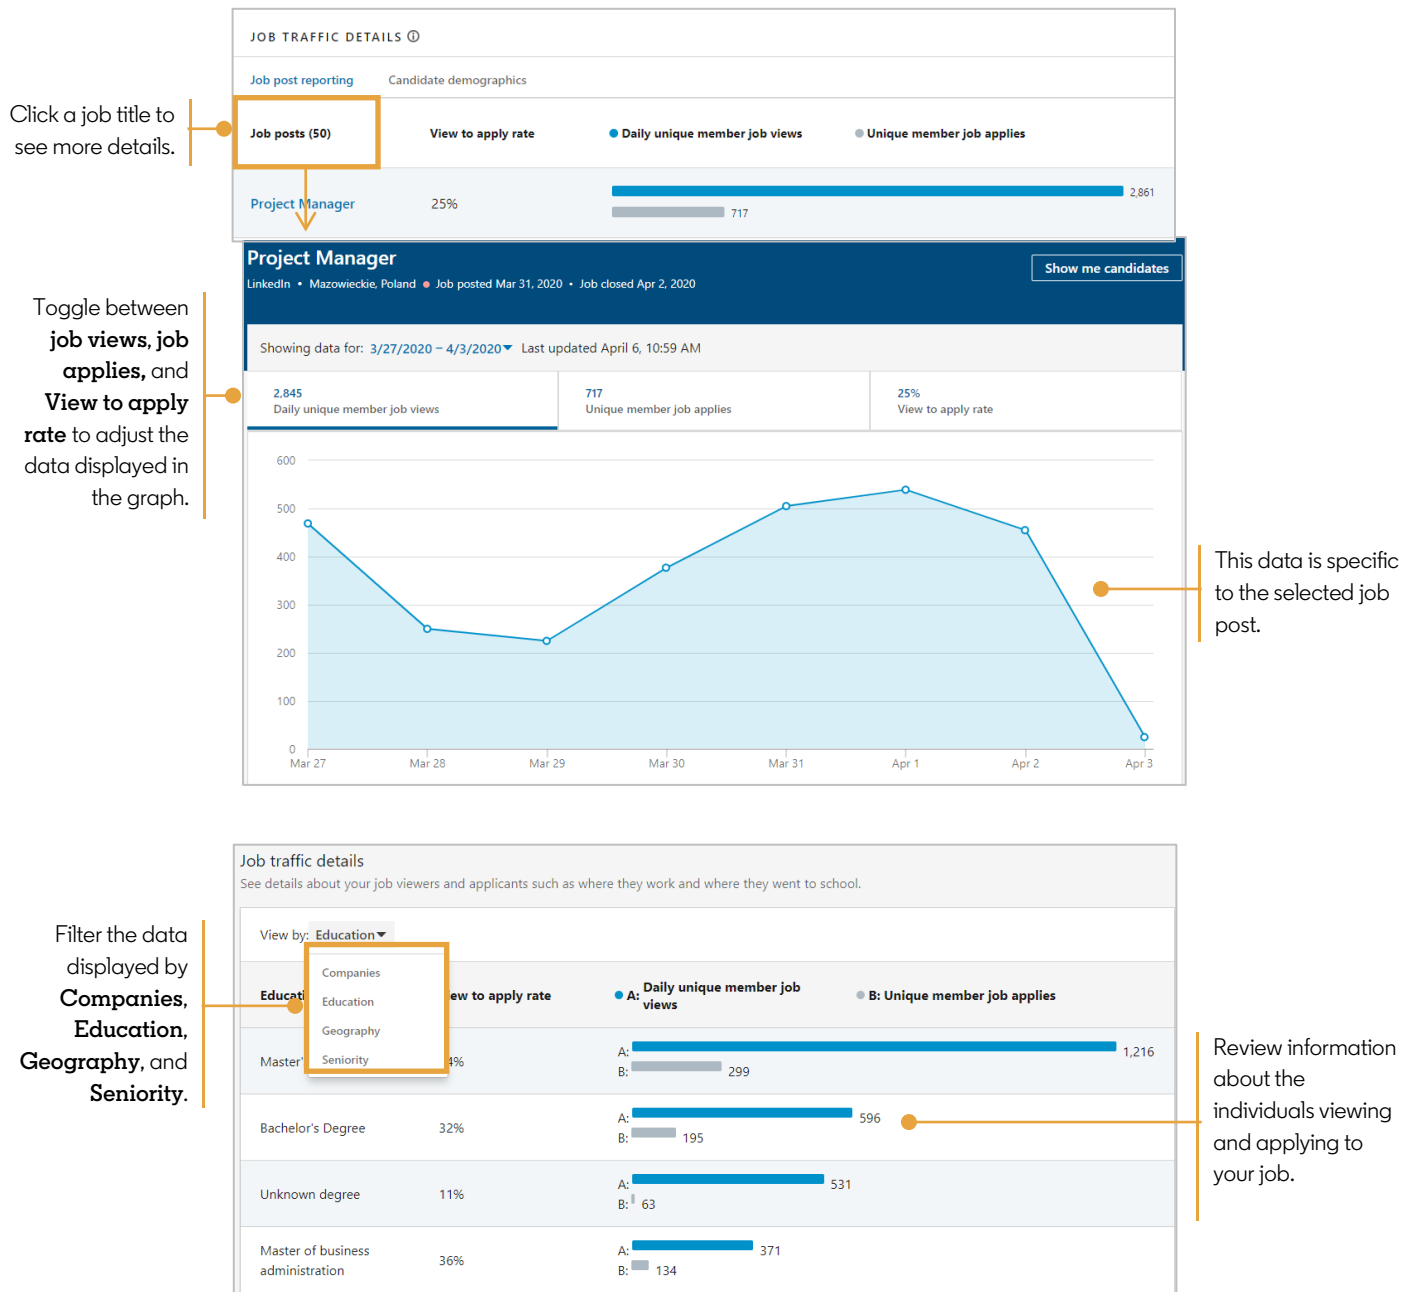 JOB TRAFFIC DETAILS
Job post reporting Candidate demographics
Click a job title to
see more details.
Job posts (50) View to apply rate Daily unique member job views Unique member job applies
Project Manager 25% 2,861
717
Project Manager
Show me candidates
LinkedIn • Mazowieckie, Poland • Job posted Mar 31, 2020 • Job closed Apr 2, 2020
Toggle between
job views, job
applies, and
View to apply
rate to adjust the
data displayed in
the graph.
Showing data for: 3/27/2020 – 4/3/2020 Last updated April 6, 10:59 AM
2,845 717 25%
Daily unique member job views Unique member job applies View to apply rate
600
500
400
300
200
100
0
Mar 27 Mar 28 Mar 29 Mar 30 Mar 31 Apr 1 Apr 2 Apr 3
This data is specific
to the selected job
post.
Job traffic details
See details about your job viewers and applicants such as where they work and where they went to school.
Filter the data
displayed by
Companies,
Education,
Geography, and
Seniority.
View by: Education
Companies
Education
Geography
Seniority
to apply rate A: Daily unique member job
views
B: Unique member job applies
A: 1,216
B: 299
Bachelor's Degree 32% A: 596
B: 195
Unknown degree 11% A: 531
B: 63
Master of business
administration 36% A: 371
B: 134
Review information
about the
individuals viewing
and applying to
your job.